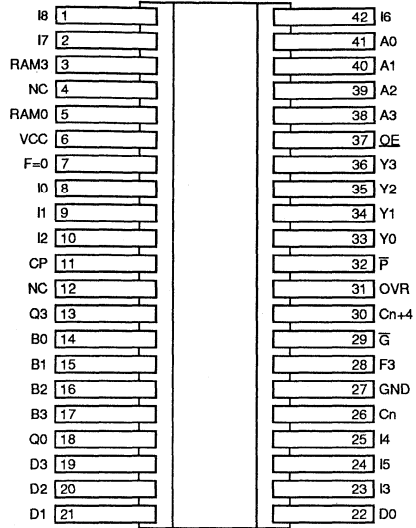 I8 1 42 I6
I7 2 41 A0
RAM3 3 40 A1
NC 4 39 A2
RAM0 5 38 A3
VCC 6 37 OE
F=0 7 36 Y3
I0 8 35 Y2
I1 9 34 Y1
I2 10 33 Y0
CP 11 32 P̅
NC 12 31 OVR
Q3 13 30 Cn+4
B0 14 29 G̅
B1 15 28 F3
B2 16 27 GND
B3 17 26 Cn
Q0 18 25 I4
D3 19 24 I5
D2 20 23 I3
D1 21 22 D0